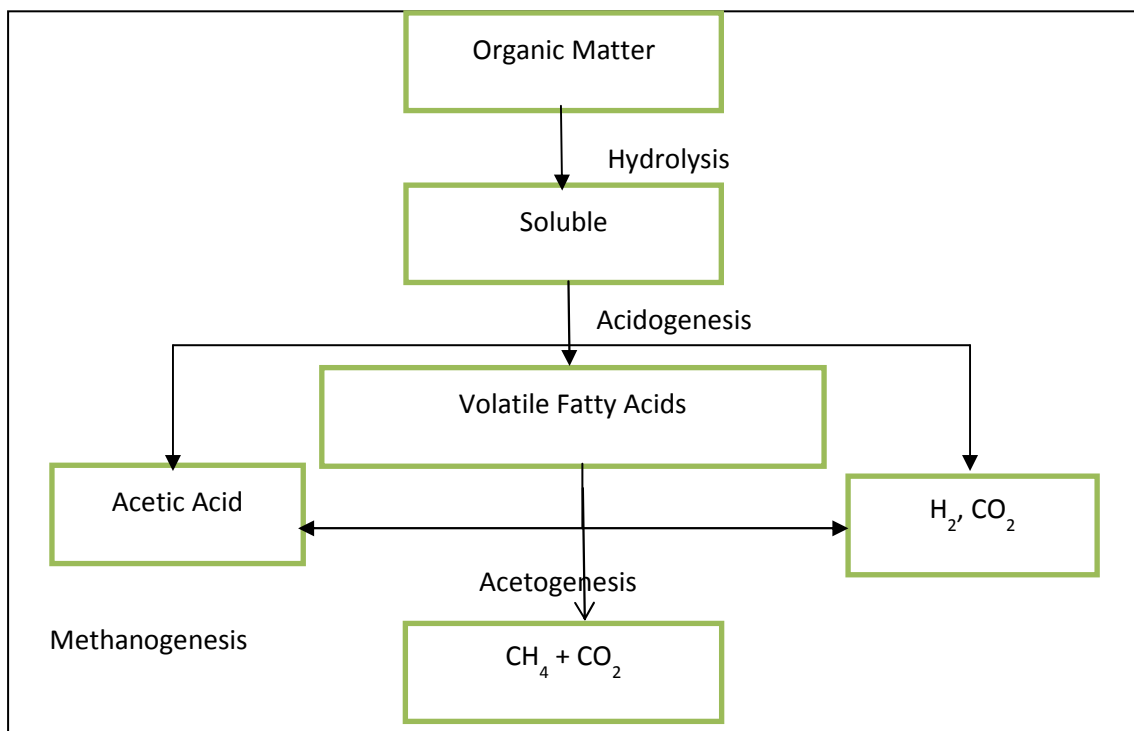 Organic Matter
Hydrolysis
Soluble
Acidogenesis
Volatile Fatty Acids
Acetic Acid
H₂, CO₂
Acetogenesis
Methanogenesis
CH₄ + CO₂